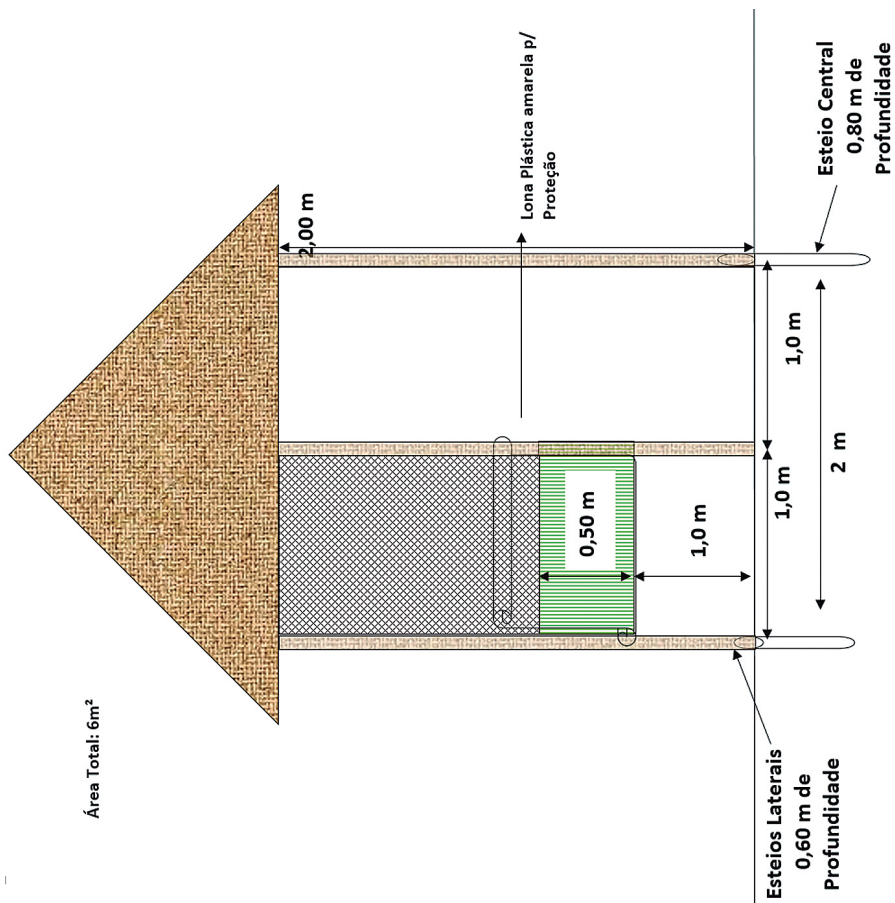 Área Total: 6m²
2,00 m
Lona Plástica amarela p/
Proteção
0,50 m
1,0 m
1,0 m
1,0 m
2 m
Esteio Central
0,80 m de
Profundidade
Esteios Laterais
0,60 m de
Profundidade